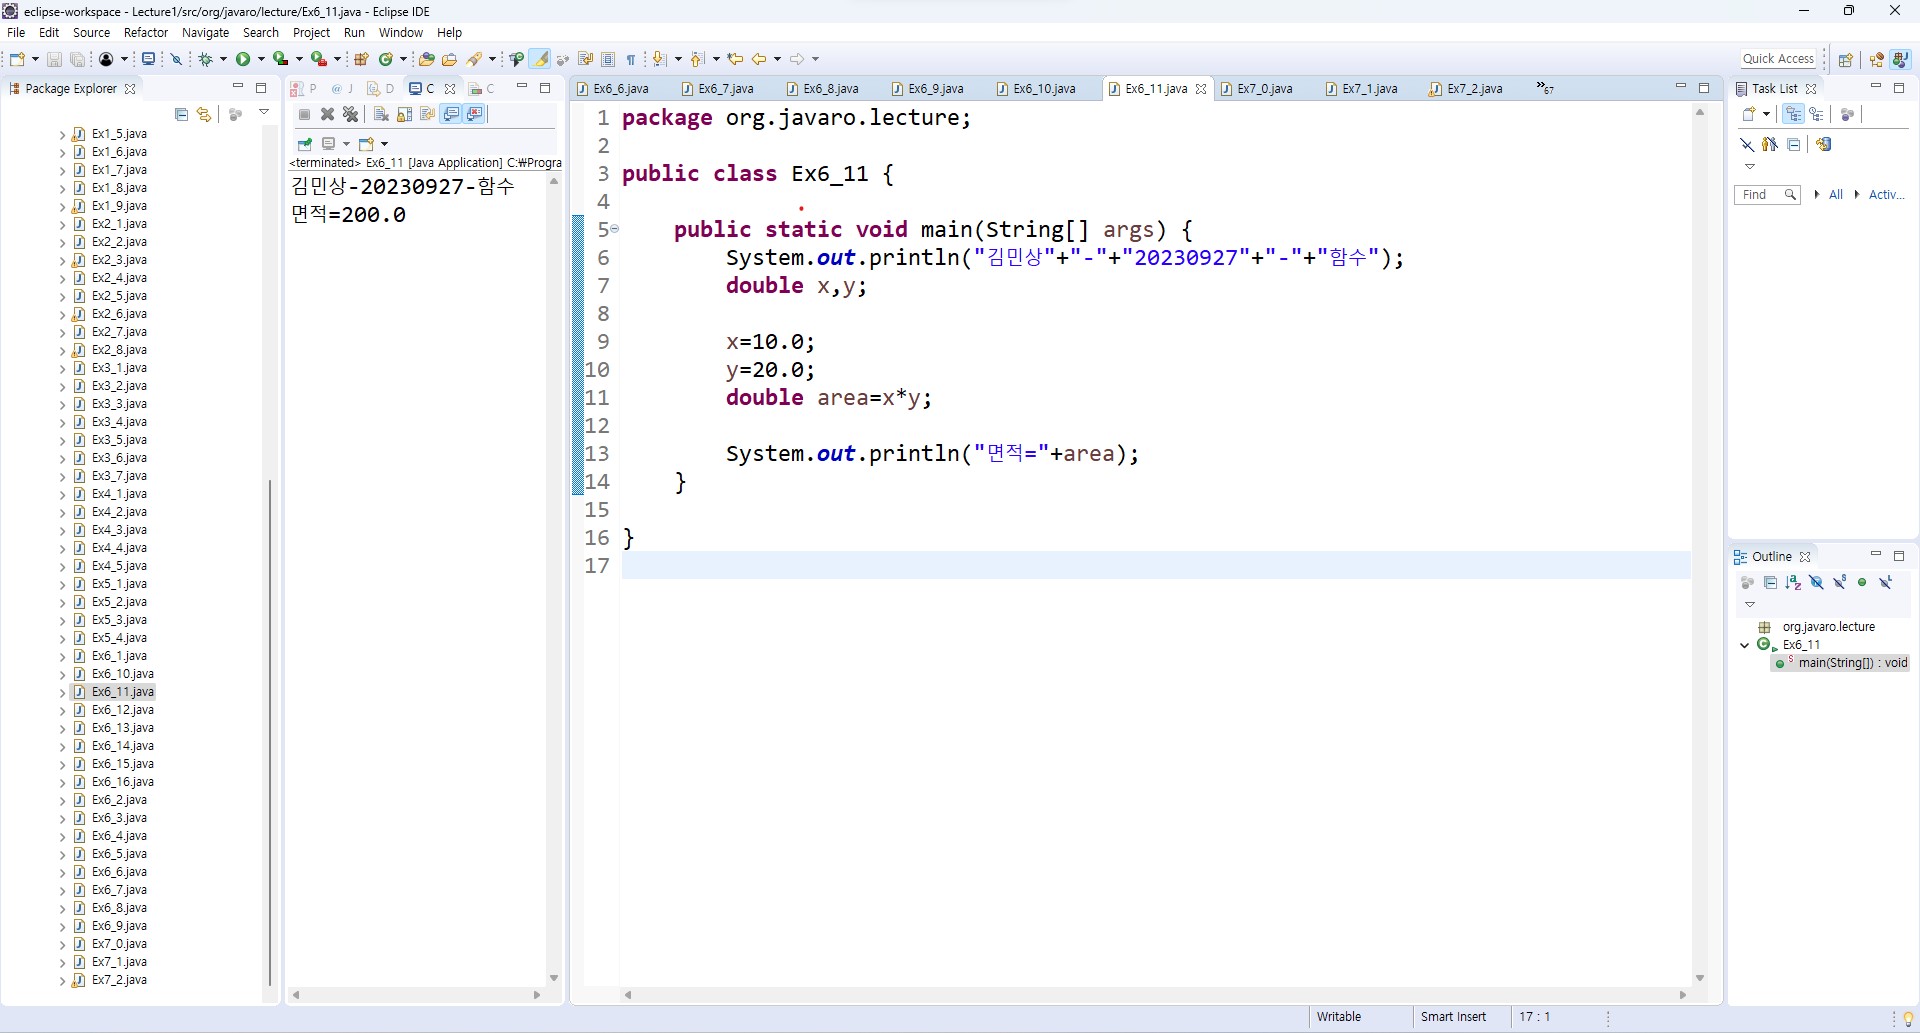 eclipse-workspace - Lecture1/src/org/javaro/lecture/Ex6_11.java - Eclipse IDE
File Edit Source Refactor Navigate Search Project Run Window Help
Quick Access
Package Explorer
Ex1_5.java
Ex1_6.java
Ex1_7.java
Ex1_8.java
Ex1_9.java
Ex2_1.java
Ex2_2.java
Ex2_3.java
Ex2_4.java
Ex2_5.java
Ex2_6.java
Ex2_7.java
Ex2_8.java
Ex3_1.java
Ex3_2.java
Ex3_3.java
Ex3_4.java
Ex3_5.java
Ex3_6.java
Ex3_7.java
Ex4_1.java
Ex4_2.java
Ex4_3.java
Ex4_4.java
Ex4_5.java
Ex5_1.java
Ex5_2.java
Ex5_3.java
Ex5_4.java
Ex6_1.java
Ex6_10.java
Ex6_11.java
Ex6_12.java
Ex6_13.java
Ex6_14.java
Ex6_15.java
Ex6_16.java
Ex6_2.java
Ex6_3.java
Ex6_4.java
Ex6_5.java
Ex6_6.java
Ex6_7.java
Ex6_8.java
Ex6_9.java
Ex7_0.java
Ex7_1.java
Ex7_2.java
P @ J D C C
<terminated> Ex6_11 [Java Application] C:₩Progra
김민상-20230927-함수
면적=200.0
Ex6_6.java Ex6_7.java Ex6_8.java Ex6_9.java Ex6_10.java Ex6_11.java Ex7_0.java Ex7_1.java Ex7_2.java »67
1 package org.javaro.lecture;
2
3 public class Ex6_11 {
4
5 public static void main(String[] args) {
6 System.out.println("김민상"+"-"+"20230927"+"-"+"함수");
7 double x,y;
8
9 x=10.0;
10 y=20.0;
11 double area=x*y;
12
13 System.out.println("면적="+area);
14 }
15
16 }
17
Task List
Find All Activ...
Outline
org.javaro.lecture
Ex6_11
main(String[]) : void
Writable Smart Insert 17 : 1